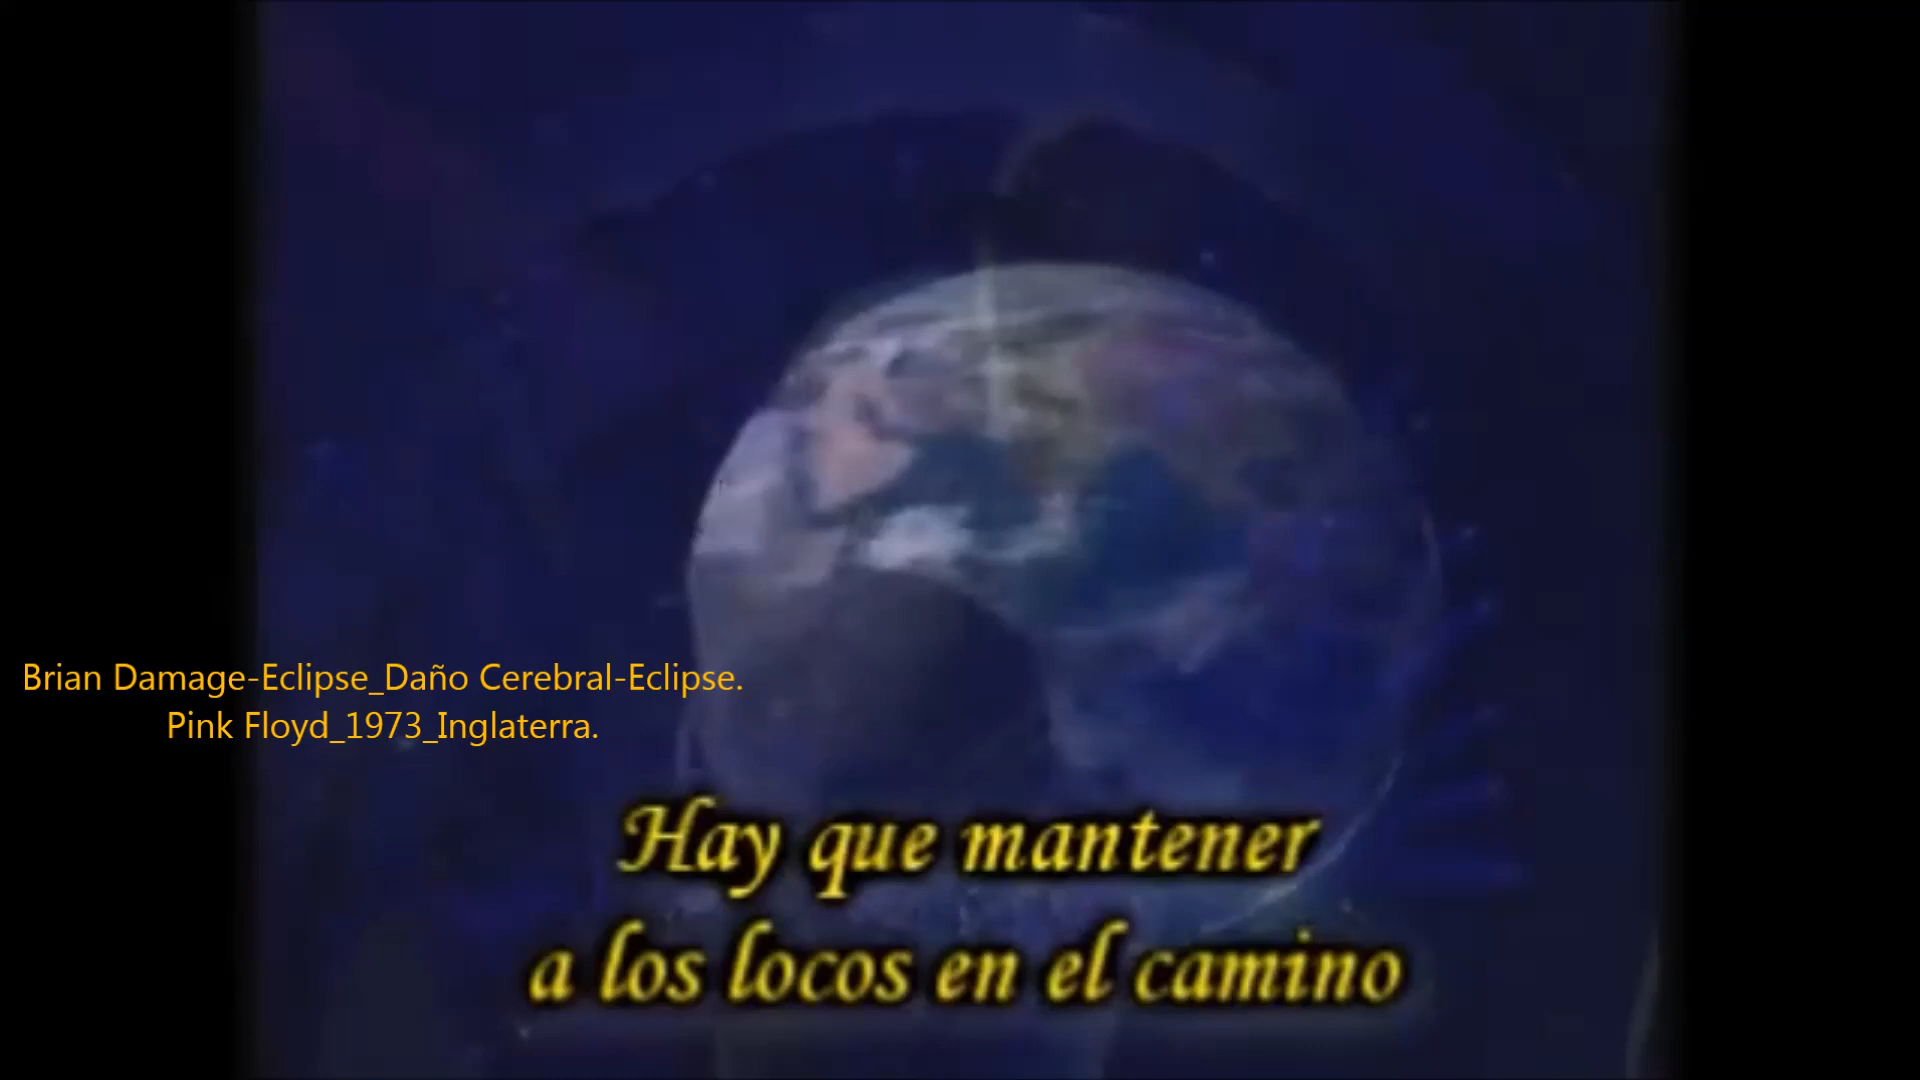 Brian Damage-Eclipse_Daño Cerebral-Eclipse.
Pink Floyd_1973_Inglaterra.
Hay que mantener
a los locos en el camino